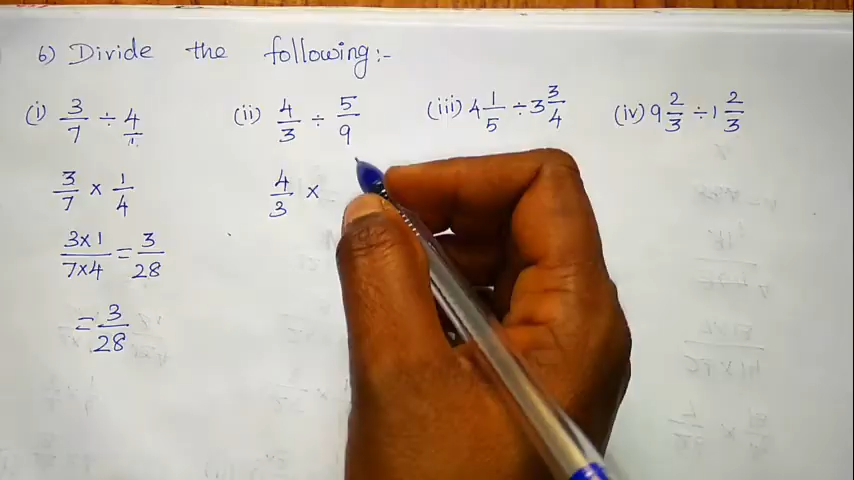 6) Divide the following:-
(i) 3/7 ÷ 4/1 (ii) 4/3 ÷ 5/9 (iii) 4 1/5 ÷ 3 3/4 (iv) 9 2/3 ÷ 1 2/3
3/7 × 1/4 4/3 ×
3×1/7×4 = 3/28
= 3/28